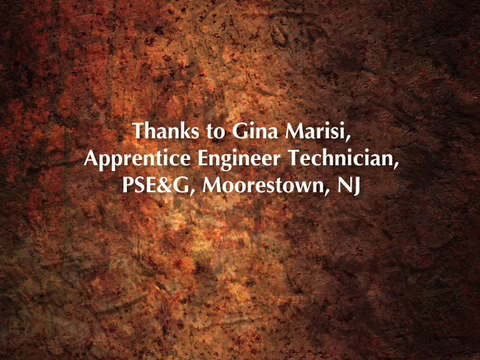 Thanks to Gina Marisi,
Apprentice Engineer Technician,
PSE&G, Moorestown, NJ